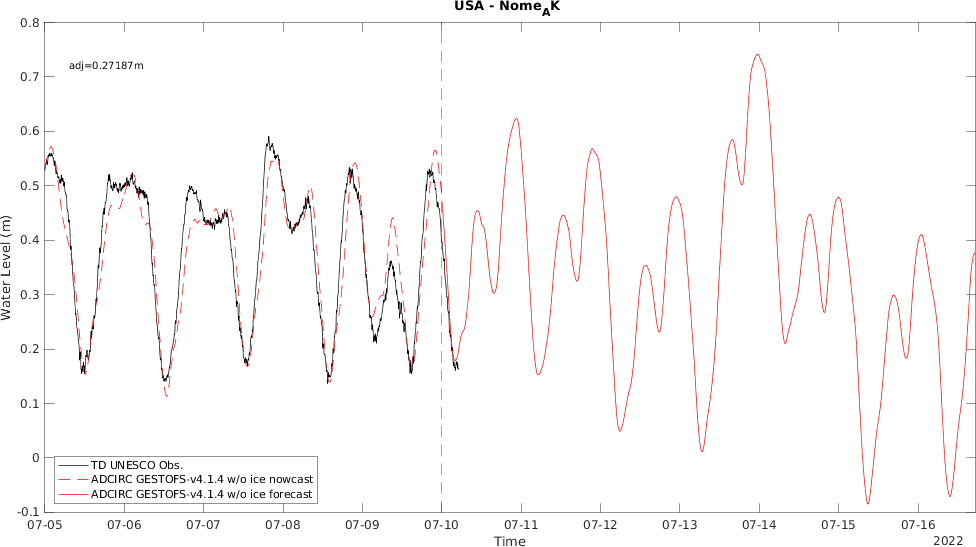 USA - Nome_AK
adj=0.27187m
0.8
0.7
0.6
0.5
0.4
0.3
0.2
0.1
0
-0.1
Water Level (m)
TD UNESCO Obs.
ADCIRC GESTOFS-v4.1.4 w/o ice nowcast
ADCIRC GESTOFS-v4.1.4 w/o ice forecast
07-05 07-06 07-07 07-08 07-09 07-10 07-11 07-12 07-13 07-14 07-15 07-16
Time
2022